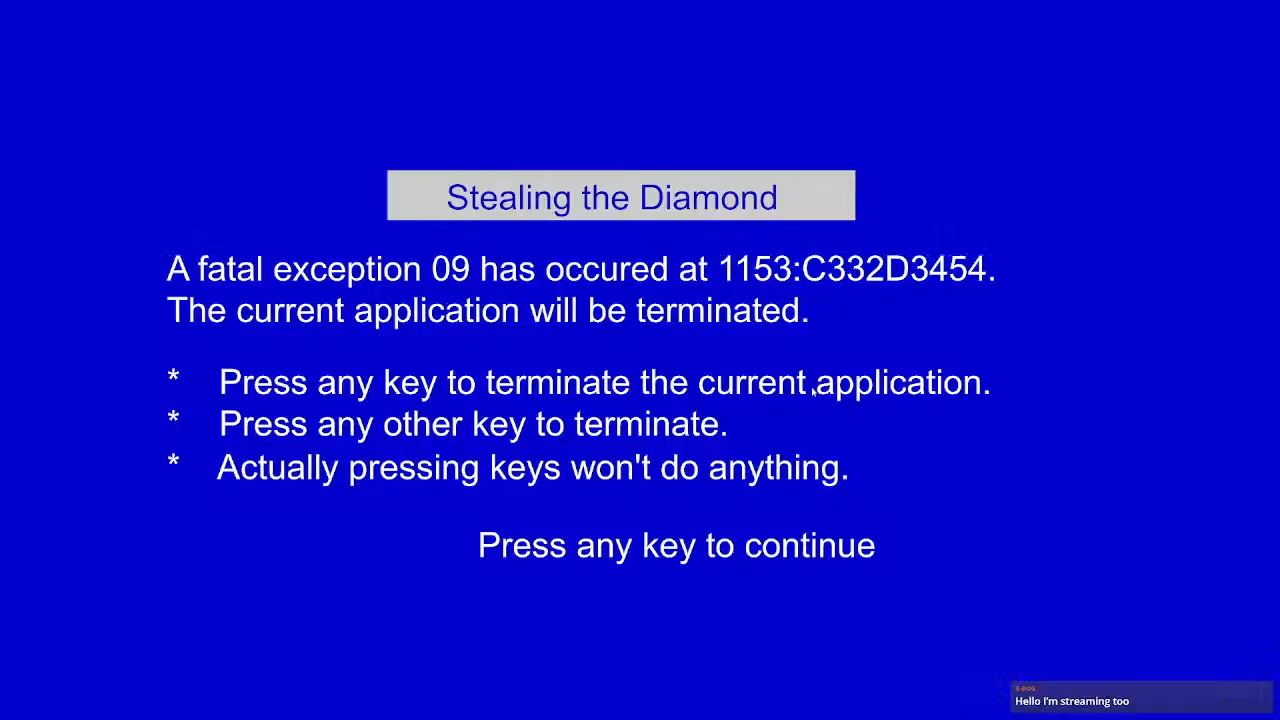 Stealing the Diamond
A fatal exception 09 has occured at 1153:C332D3454.
The current application will be terminated.
* Press any key to terminate the current application.
* Press any other key to terminate.
* Actually pressing keys won't do anything.
Press any key to continue
Hello I'm streaming too